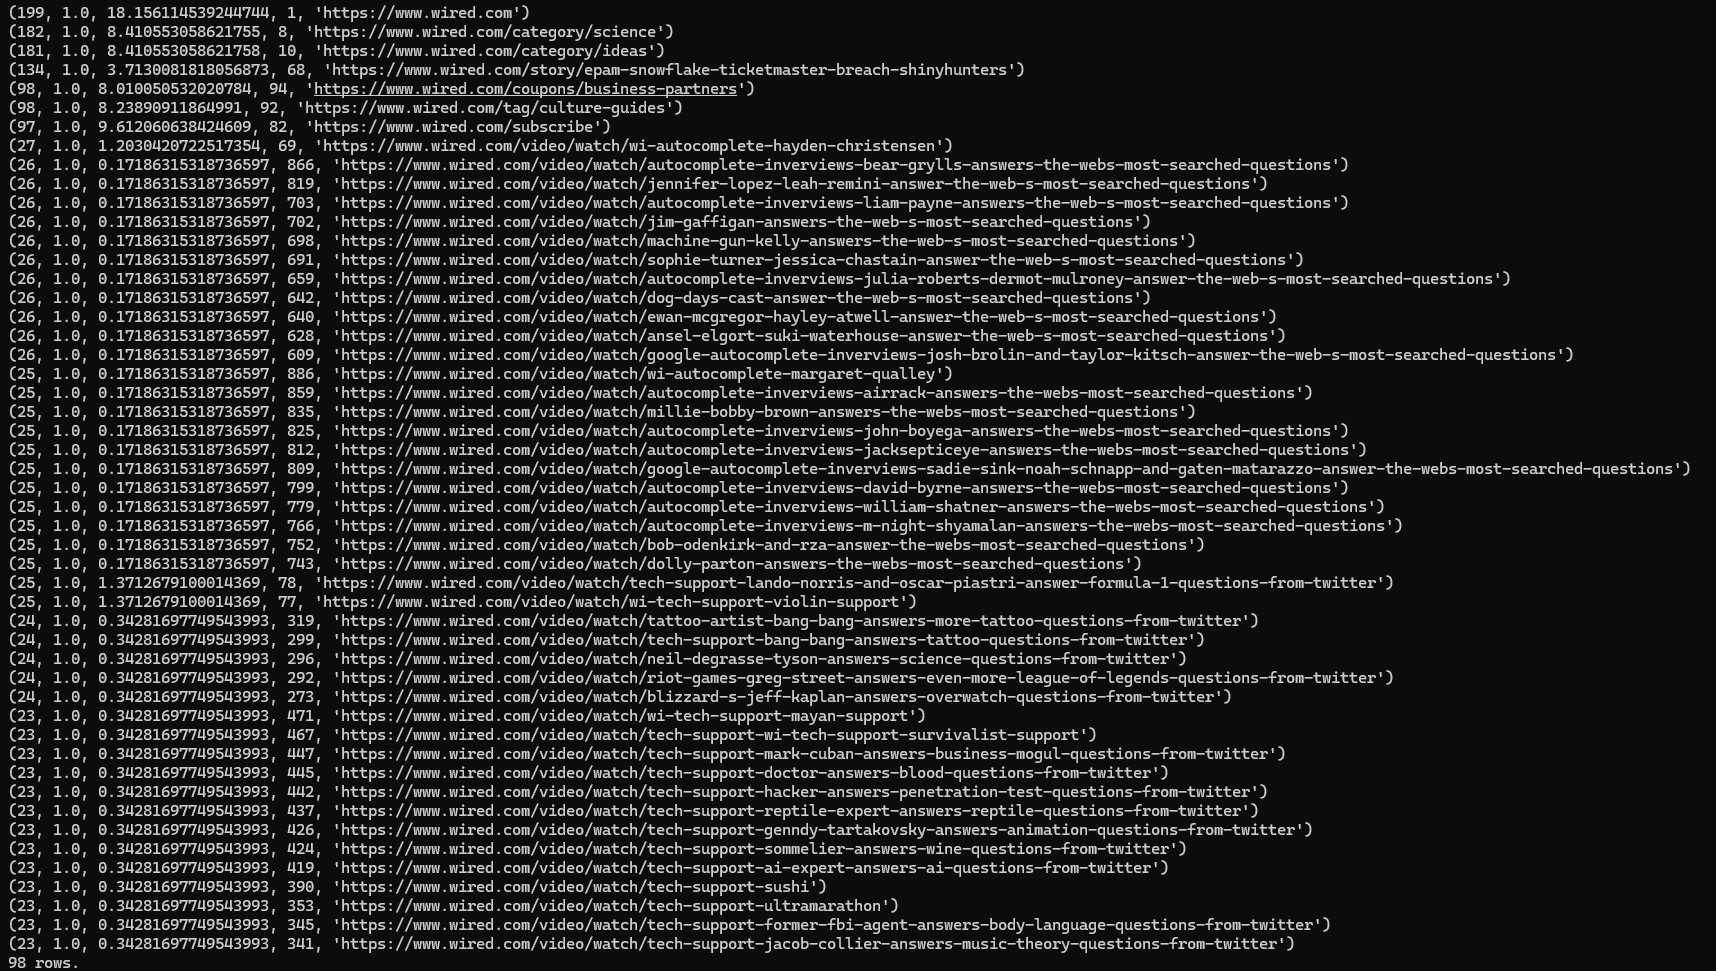 (199, 1.0, 18.156114539244744, 1, 'https://www.wired.com')
(182, 1.0, 8.410553058621755, 8, 'https://www.wired.com/category/science')
(181, 1.0, 8.410553058621758, 10, 'https://www.wired.com/category/ideas')
(134, 1.0, 3.7130081818056873, 68, 'https://www.wired.com/story/epam-snowflake-ticketmaster-breach-shinyhunters')
(98, 1.0, 8.010050532020784, 94, 'https://www.wired.com/coupons/business-partners')
(98, 1.0, 8.23890911864991, 92, 'https://www.wired.com/tag/culture-guides')
(97, 1.0, 9.612060638424609, 82, 'https://www.wired.com/subscribe')
(27, 1.0, 1.2030420722517354, 69, 'https://www.wired.com/video/watch/wi-autocomplete-hayden-christensen')
(26, 1.0, 0.17186315318736597, 866, 'https://www.wired.com/video/watch/autocomplete-inverviews-bear-grylls-answers-the-webs-most-searched-questions')
(26, 1.0, 0.17186315318736597, 819, 'https://www.wired.com/video/watch/jennifer-lopez-leah-remini-answer-the-web-s-most-searched-questions')
(26, 1.0, 0.17186315318736597, 703, 'https://www.wired.com/video/watch/autocomplete-inverviews-liam-payne-answers-the-web-s-most-searched-questions')
(26, 1.0, 0.17186315318736597, 702, 'https://www.wired.com/video/watch/jim-gaffigan-answers-the-web-s-most-searched-questions')
(26, 1.0, 0.17186315318736597, 698, 'https://www.wired.com/video/watch/machine-gun-kelly-answers-the-web-s-most-searched-questions')
(26, 1.0, 0.17186315318736597, 691, 'https://www.wired.com/video/watch/sophie-turner-jessica-chastain-answer-the-web-s-most-searched-questions')
(26, 1.0, 0.17186315318736597, 659, 'https://www.wired.com/video/watch/autocomplete-inverviews-julia-roberts-dermot-mulroney-answer-the-web-s-most-searched-questions')
(26, 1.0, 0.17186315318736597, 642, 'https://www.wired.com/video/watch/dog-days-cast-answer-the-web-s-most-searched-questions')
(26, 1.0, 0.17186315318736597, 640, 'https://www.wired.com/video/watch/ewan-mcgregor-hayley-atwell-answer-the-web-s-most-searched-questions')
(26, 1.0, 0.17186315318736597, 628, 'https://www.wired.com/video/watch/ansel-elgort-suki-waterhouse-answer-the-web-s-most-searched-questions')
(26, 1.0, 0.17186315318736597, 609, 'https://www.wired.com/video/watch/google-autocomplete-inverviews-josh-brolin-and-taylor-kitsch-answer-the-web-s-most-searched-questions')
(25, 1.0, 0.17186315318736597, 886, 'https://www.wired.com/video/watch/wi-autocomplete-margaret-qualley')
(25, 1.0, 0.17186315318736597, 859, 'https://www.wired.com/video/watch/autocomplete-inverviews-airrack-answers-the-webs-most-searched-questions')
(25, 1.0, 0.17186315318736597, 835, 'https://www.wired.com/video/watch/millie-bobby-brown-answers-the-webs-most-searched-questions')
(25, 1.0, 0.17186315318736597, 825, 'https://www.wired.com/video/watch/autocomplete-inverviews-john-boyega-answers-the-webs-most-searched-questions')
(25, 1.0, 0.17186315318736597, 812, 'https://www.wired.com/video/watch/autocomplete-inverviews-jacksepticeye-answers-the-webs-most-searched-questions')
(25, 1.0, 0.17186315318736597, 809, 'https://www.wired.com/video/watch/google-autocomplete-inverviews-sadie-sink-noah-schnapp-and-gaten-matarazzo-answer-the-webs-most-searched-questions')
(25, 1.0, 0.17186315318736597, 799, 'https://www.wired.com/video/watch/autocomplete-inverviews-david-byrne-answers-the-webs-most-searched-questions')
(25, 1.0, 0.17186315318736597, 779, 'https://www.wired.com/video/watch/autocomplete-inverviews-william-shatner-answers-the-webs-most-searched-questions')
(25, 1.0, 0.17186315318736597, 766, 'https://www.wired.com/video/watch/autocomplete-inverviews-m-night-shyamalan-answers-the-webs-most-searched-questions')
(25, 1.0, 0.17186315318736597, 752, 'https://www.wired.com/video/watch/bob-odenkirk-and-rza-answer-the-webs-most-searched-questions')
(25, 1.0, 0.17186315318736597, 743, 'https://www.wired.com/video/watch/dolly-parton-answers-the-webs-most-searched-questions')
(25, 1.0, 1.3712679100014369, 78, 'https://www.wired.com/video/watch/tech-support-lando-norris-and-oscar-piastri-answer-formula-1-questions-from-twitter')
(25, 1.0, 1.3712679100014369, 77, 'https://www.wired.com/video/watch/wi-tech-support-violin-support')
(24, 1.0, 0.34281697749543993, 319, 'https://www.wired.com/video/watch/tattoo-artist-bang-bang-answers-more-tattoo-questions-from-twitter')
(24, 1.0, 0.34281697749543993, 299, 'https://www.wired.com/video/watch/tech-support-bang-bang-answers-tattoo-questions-from-twitter')
(24, 1.0, 0.34281697749543993, 296, 'https://www.wired.com/video/watch/neil-degrasse-tyson-answers-science-questions-from-twitter')
(24, 1.0, 0.34281697749543993, 292, 'https://www.wired.com/video/watch/riot-games-greg-street-answers-even-more-league-of-legends-questions-from-twitter')
(24, 1.0, 0.34281697749543993, 273, 'https://www.wired.com/video/watch/blizzard-s-jeff-kaplan-answers-overwatch-questions-from-twitter')
(23, 1.0, 0.34281697749543993, 471, 'https://www.wired.com/video/watch/wi-tech-support-mayan-support')
(23, 1.0, 0.34281697749543993, 467, 'https://www.wired.com/video/watch/tech-support-wi-tech-support-survivalist-support')
(23, 1.0, 0.34281697749543993, 447, 'https://www.wired.com/video/watch/tech-support-mark-cuban-answers-business-mogul-questions-from-twitter')
(23, 1.0, 0.34281697749543993, 445, 'https://www.wired.com/video/watch/tech-support-doctor-answers-blood-questions-from-twitter')
(23, 1.0, 0.34281697749543993, 442, 'https://www.wired.com/video/watch/tech-support-hacker-answers-penetration-test-questions-from-twitter')
(23, 1.0, 0.34281697749543993, 437, 'https://www.wired.com/video/watch/tech-support-reptile-expert-answers-reptile-questions-from-twitter')
(23, 1.0, 0.34281697749543993, 426, 'https://www.wired.com/video/watch/tech-support-genndy-tartakovsky-answers-animation-questions-from-twitter')
(23, 1.0, 0.34281697749543993, 424, 'https://www.wired.com/video/watch/tech-support-sommelier-answers-wine-questions-from-twitter')
(23, 1.0, 0.34281697749543993, 419, 'https://www.wired.com/video/watch/tech-support-ai-expert-answers-ai-questions-from-twitter')
(23, 1.0, 0.34281697749543993, 390, 'https://www.wired.com/video/watch/tech-support-sushi')
(23, 1.0, 0.34281697749543993, 353, 'https://www.wired.com/video/watch/tech-support-ultramarathon')
(23, 1.0, 0.34281697749543993, 345, 'https://www.wired.com/video/watch/tech-support-former-fbi-agent-answers-body-language-questions-from-twitter')
(23, 1.0, 0.34281697749543993, 341, 'https://www.wired.com/video/watch/tech-support-jacob-collier-answers-music-theory-questions-from-twitter')
98 rows.